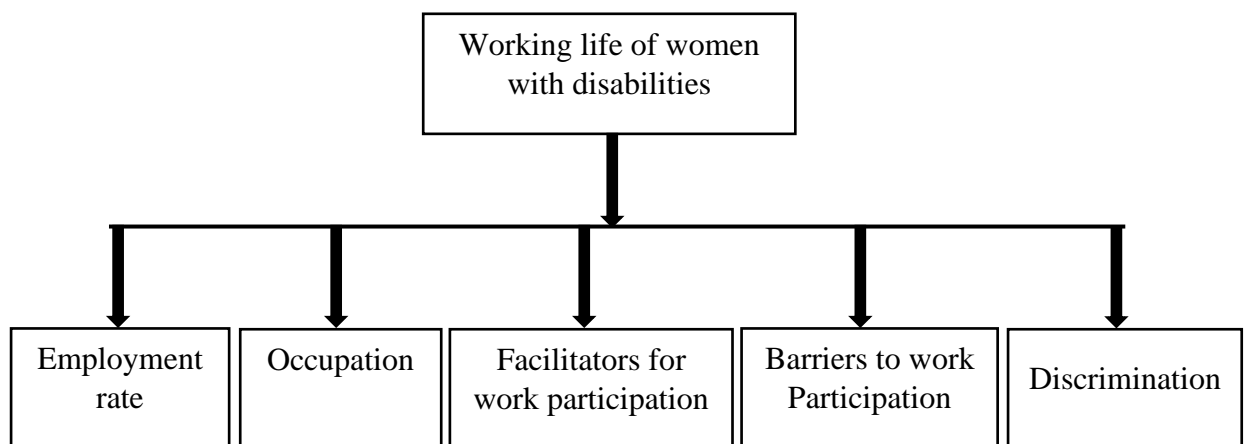 Working life of women
with disabilities
Employment
rate
Occupation
Facilitators for
work participation
Barriers to work
Participation
Discrimination